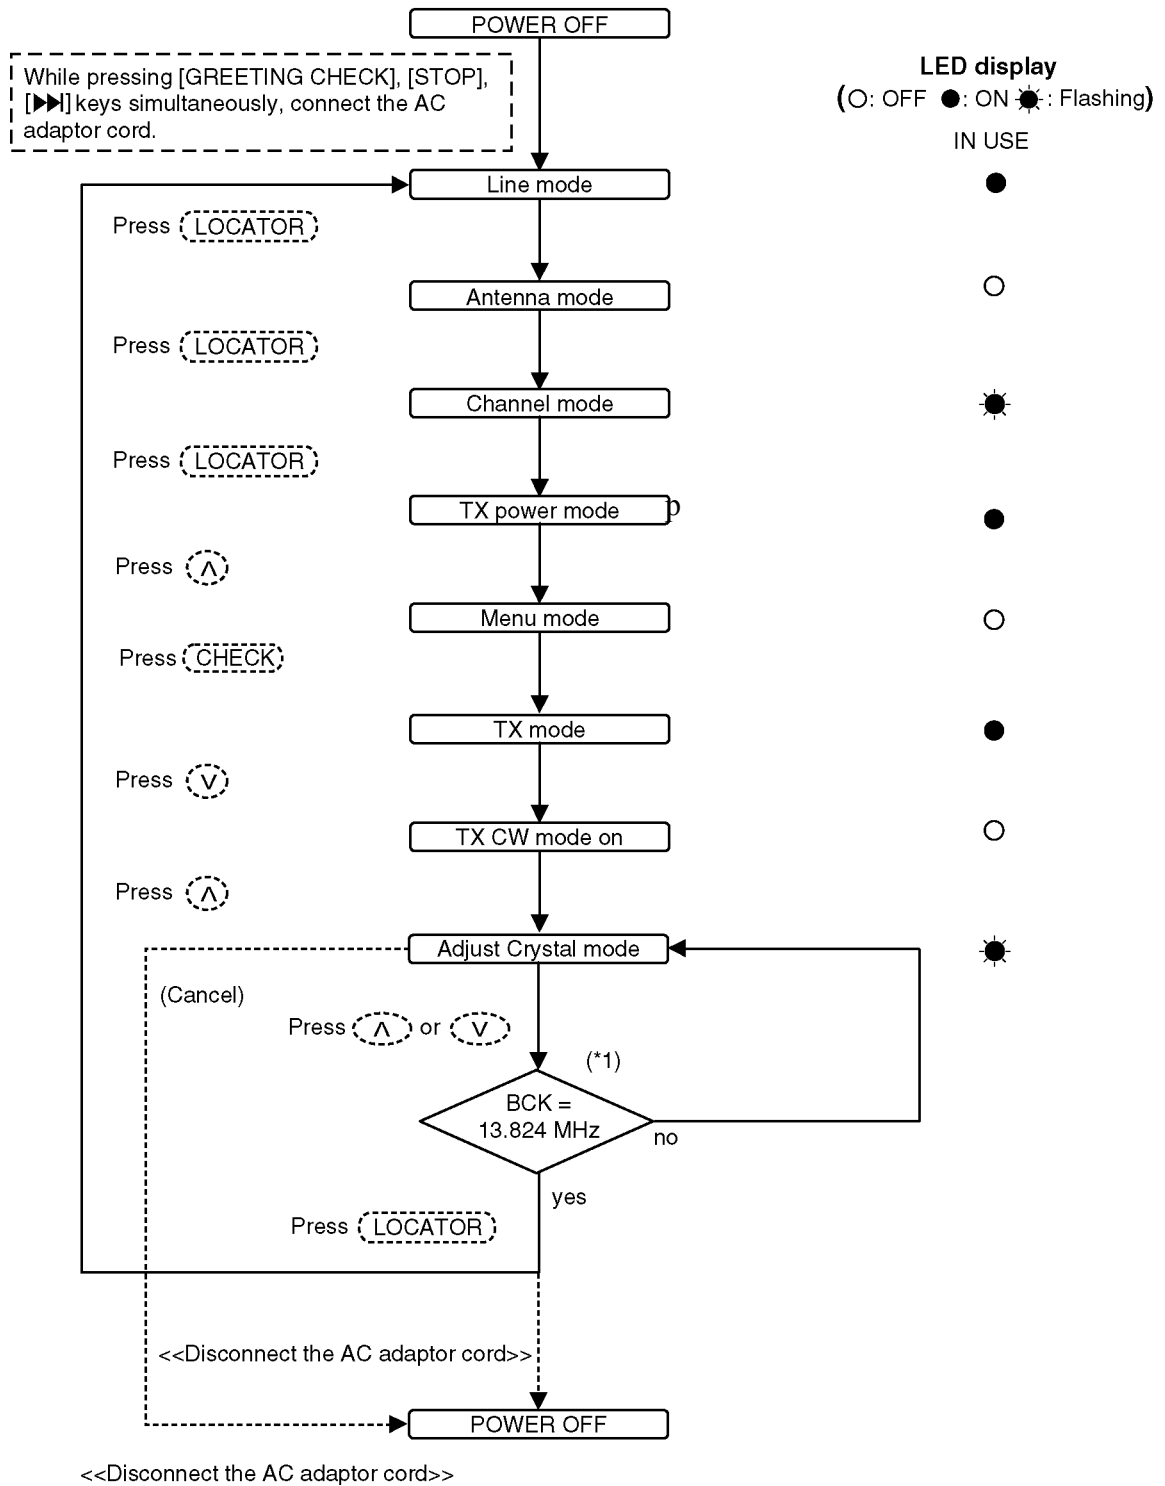 POWER OFF
While pressing [GREETING CHECK], [STOP],
[▶▶|] keys simultaneously, connect the AC
adaptor cord.
LED display
(○: OFF ●: ON ☀: Flashing)
IN USE
Line mode
Press LOCATOR
Antenna mode
Press LOCATOR
Channel mode
Press LOCATOR
TX power mode p
Press ∧
Menu mode
Press CHECK
TX mode
Press ∨
TX CW mode on
Press ∧
Adjust Crystal mode
(Cancel)
Press ∧ or ∨
(*1)
BCK =
13.824 MHz
no
yes
Press LOCATOR
<<Disconnect the AC adaptor cord>>
POWER OFF
<<Disconnect the AC adaptor cord>>